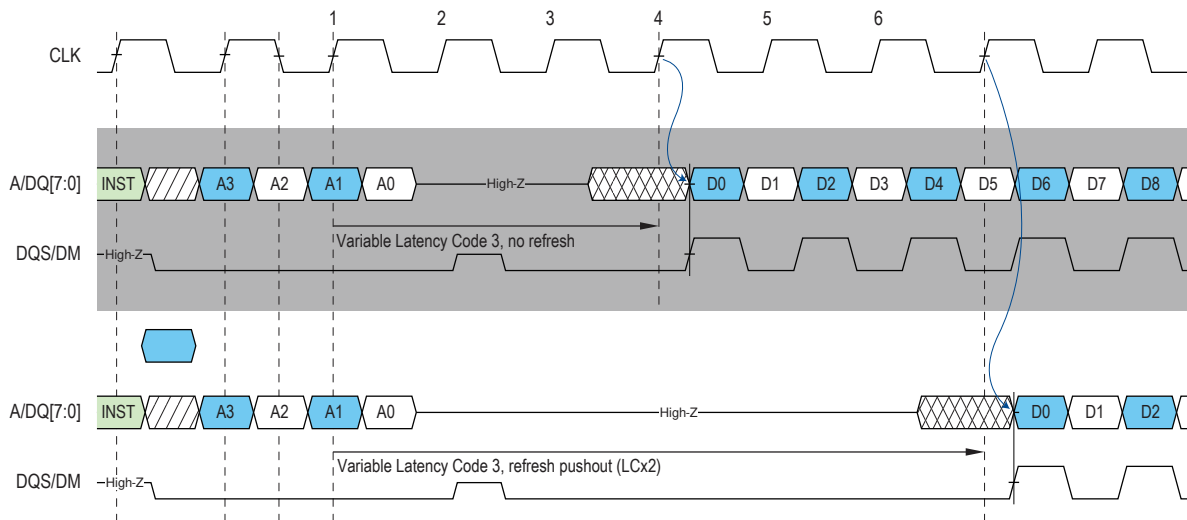 1 2 3 4 5 6
CLK
A/DQ[7:0] INST A3 A2 A1 A0 High-Z D0 D1 D2 D3 D4 D5 D6 D7 D8
Variable Latency Code 3, no refresh
DQS/DM High-Z
A/DQ[7:0] INST A3 A2 A1 A0 High-Z D0 D1 D2
Variable Latency Code 3, refresh pushout (LCx2)
DQS/DM High-Z